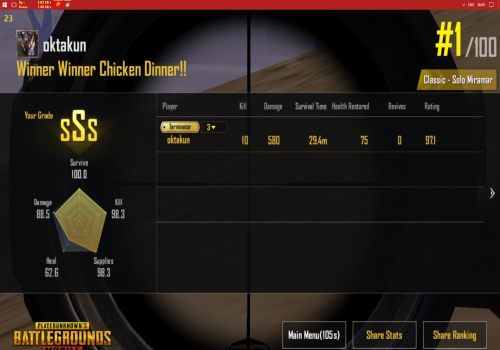 23
oktakun
#1/100
Winner Winner Chicken Dinner!!
Classic - Solo Miramar
Player Kill Damage Survival Time Health Restored Revives Rating
Your Grade
SSS
Terminator 3
oktakun 10 580 29.4m 75 0 97.1
Survive
100.0
Damage
88.5
Kill
98.3
Heal
62.6
Supplies
98.3
PLAYERUNKNOWN'S
BATTLEGROUNDS
MOBILE
Main Menu(105s)
Share Stats
Share Ranking